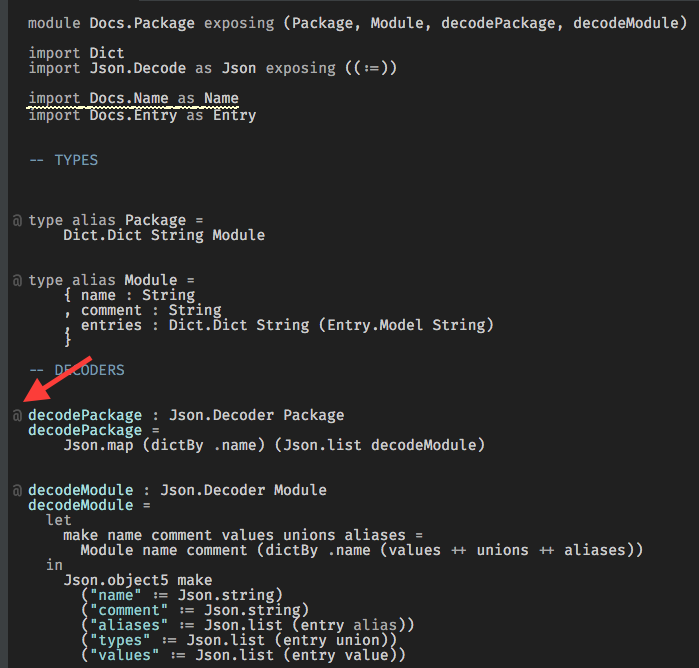 module Docs.Package exposing (Package, Module, decodePackage, decodeModule)
import Dict
import Json.Decode as Json exposing ((:=))
import Docs.Name as Name
import Docs.Entry as Entry
-- TYPES
@ type alias Package =
Dict.Dict String Module
@ type alias Module =
{ name : String
, comment : String
, entries : Dict.Dict String (Entry.Model String)
}
-- DECODERS
@ decodePackage : Json.Decoder Package
decodePackage =
Json.map (dictBy .name) (Json.list decodeModule)
@ decodeModule : Json.Decoder Module
decodeModule =
let
make name comment values unions aliases =
Module name comment (dictBy .name (values ++ unions ++ aliases))
in
Json.object5 make
("name" := Json.string)
("comment" := Json.string)
("aliases" := Json.list (entry alias))
("types" := Json.list (entry union))
("values" := Json.list (entry value))